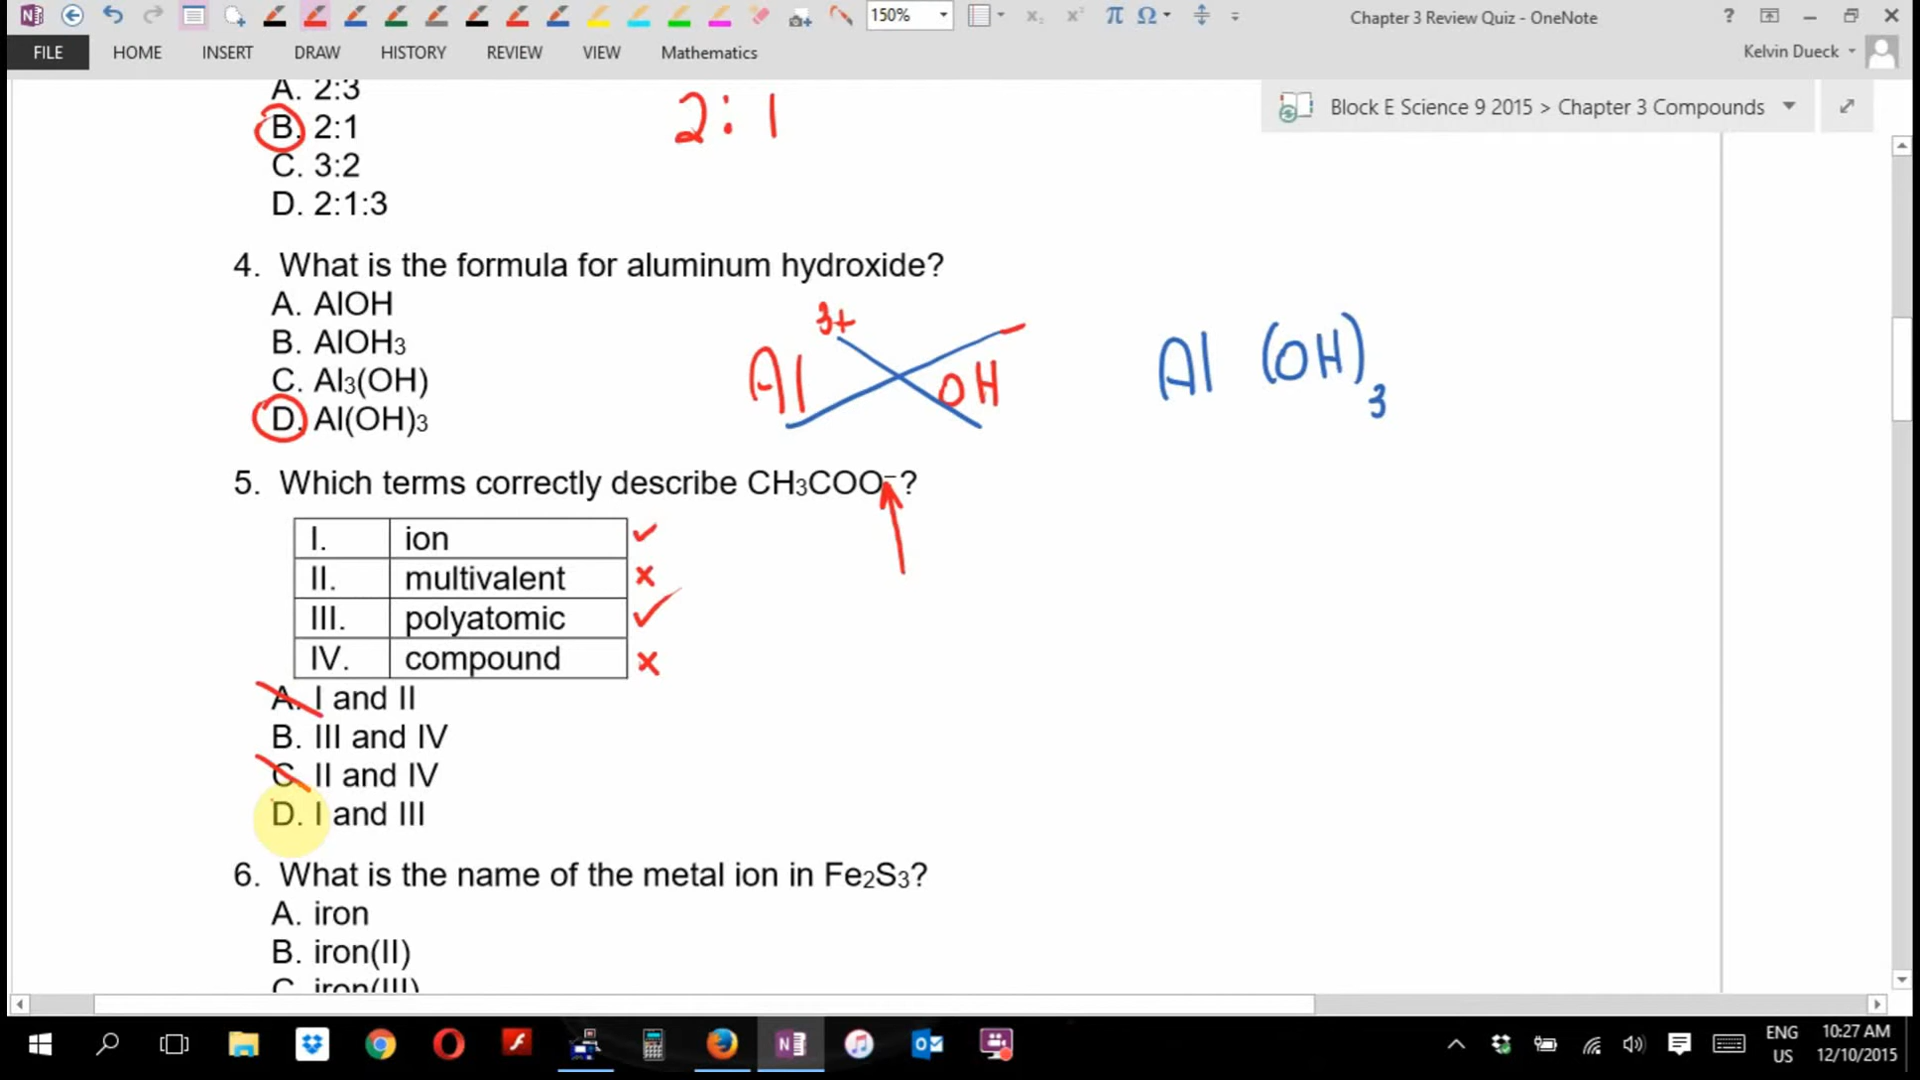 150%
Chapter 3 Review Quiz - OneNote
FILE HOME INSERT DRAW HISTORY REVIEW VIEW Mathematics
Kelvin Dueck
Block E Science 9 2015 > Chapter 3 Compounds
A. 2:3
B. 2:1
2:1
C. 3:2
D. 2:1:3
4. What is the formula for aluminum hydroxide?
A. AlOH
B. AlOH₃
C. Al₃(OH)
D. Al(OH)₃
Al³⁺ OH⁻
Al (OH)₃
5. Which terms correctly describe CH₃COO⁻?
I. ion ✓
II. multivalent ×
III. polyatomic ✓
IV. compound ×
A. I and II
B. III and IV
C. II and IV
D. I and III
6. What is the name of the metal ion in Fe₂S₃?
A. iron
B. iron(II)
C. iron(III)
ENG
US
10:27 AM
12/10/2015